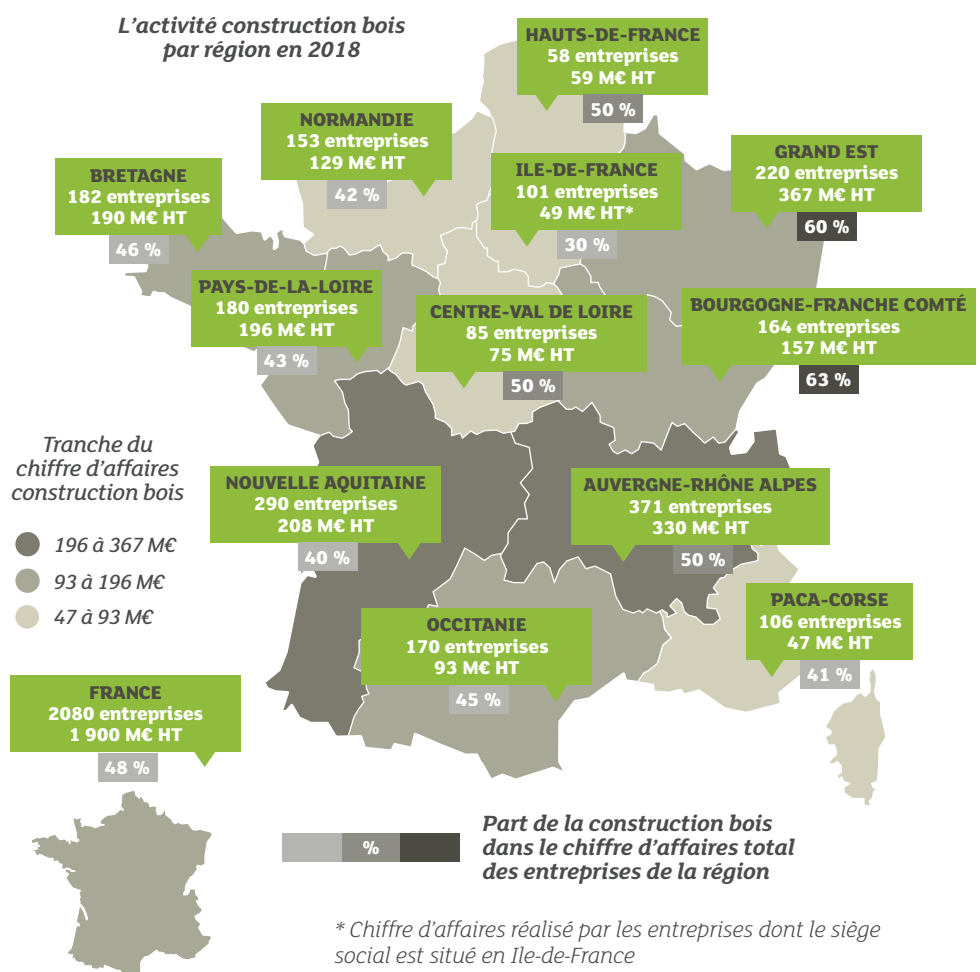 L'activité construction bois
par région en 2018
HAUTS-DE-FRANCE
58 entreprises
59 M€ HT
50 %
NORMANDIE
153 entreprises
129 M€ HT
42 %
ILE-DE-FRANCE
101 entreprises
49 M€ HT*
30 %
GRAND EST
220 entreprises
367 M€ HT
60 %
BRETAGNE
182 entreprises
190 M€ HT
46 %
PAYS-DE-LA-LOIRE
180 entreprises
196 M€ HT
43 %
CENTRE-VAL DE LOIRE
85 entreprises
75 M€ HT
50 %
BOURGOGNE-FRANCHE COMTÉ
164 entreprises
157 M€ HT
63 %
Tranche du
chiffre d'affaires
construction bois
196 à 367 M€
93 à 196 M€
47 à 93 M€
NOUVELLE AQUITAINE
290 entreprises
208 M€ HT
40 %
AUVERGNE-RHÔNE ALPES
371 entreprises
330 M€ HT
50 %
OCCITANIE
170 entreprises
93 M€ HT
45 %
PACA-CORSE
106 entreprises
47 M€ HT
41 %
FRANCE
2080 entreprises
1 900 M€ HT
48 %
%
Part de la construction bois
dans le chiffre d'affaires total
des entreprises de la région
* Chiffre d'affaires réalisé par les entreprises dont le siège
social est situé en Ile-de-France